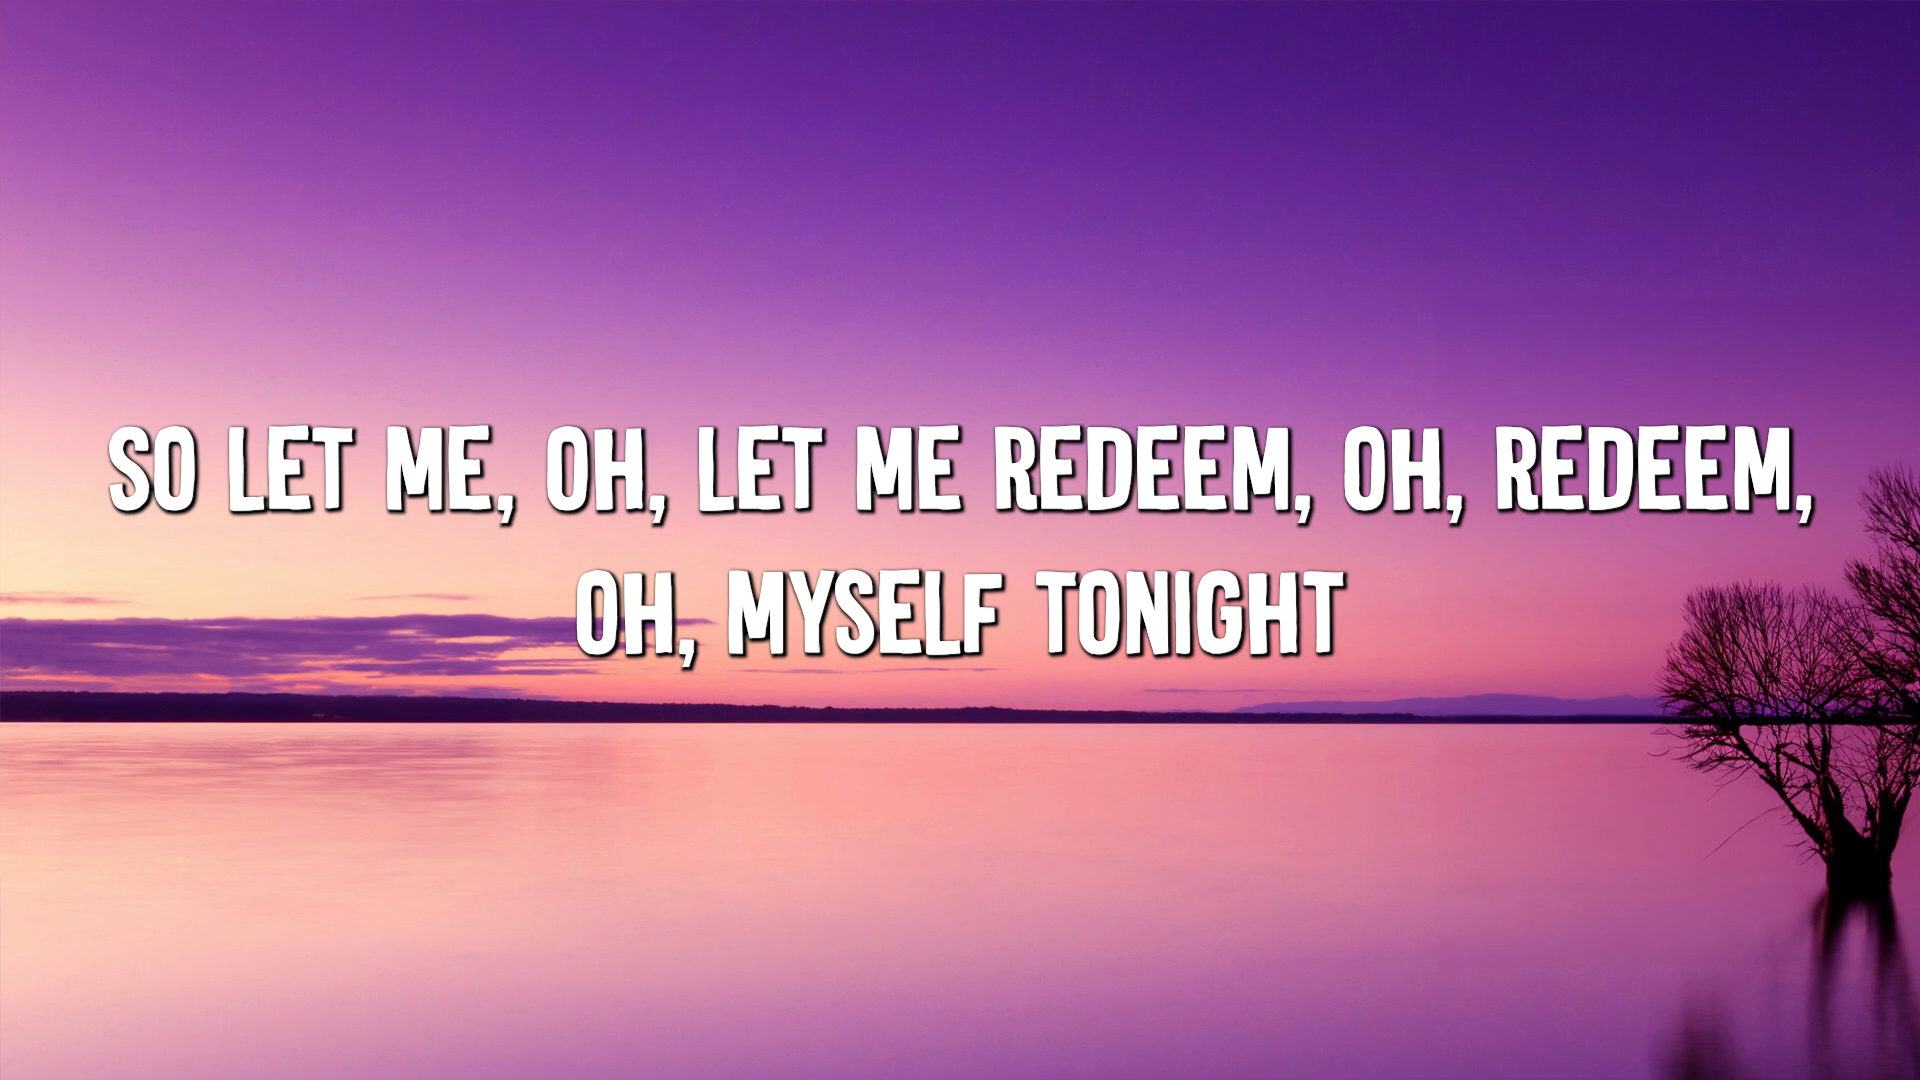 SO LET ME, OH, LET ME REDEEM, OH, REDEEM,
OH, MYSELF TONIGHT